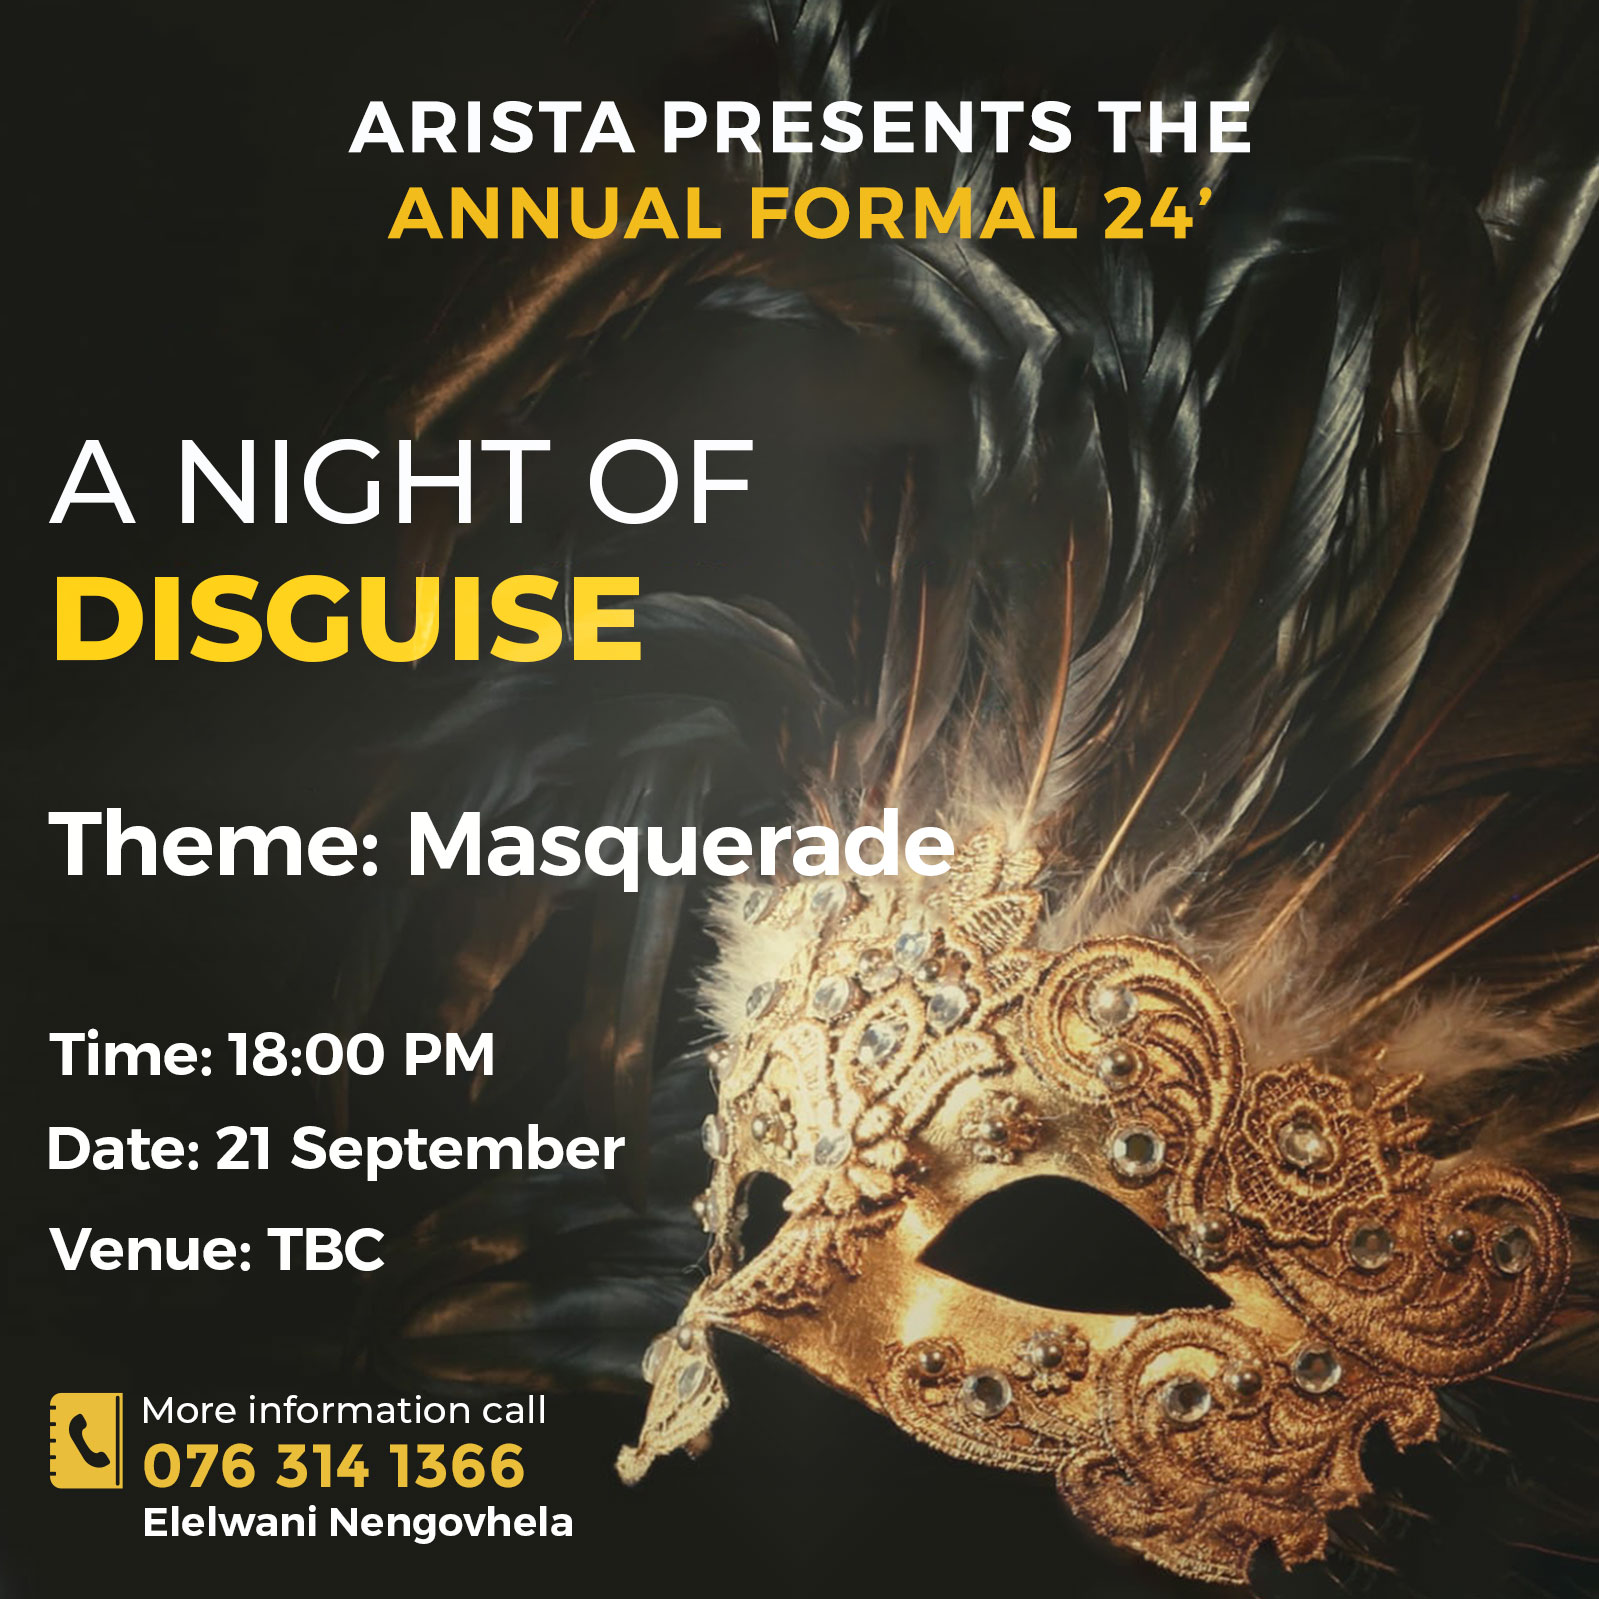 ARISTA PRESENTS THE
ANNUAL FORMAL 24’
A NIGHT OF
DISGUISE
Theme: Masquerade
Time: 18:00 PM
Date: 21 September
Venue: TBC
More information call
076 314 1366
Elelwani Nengovhela